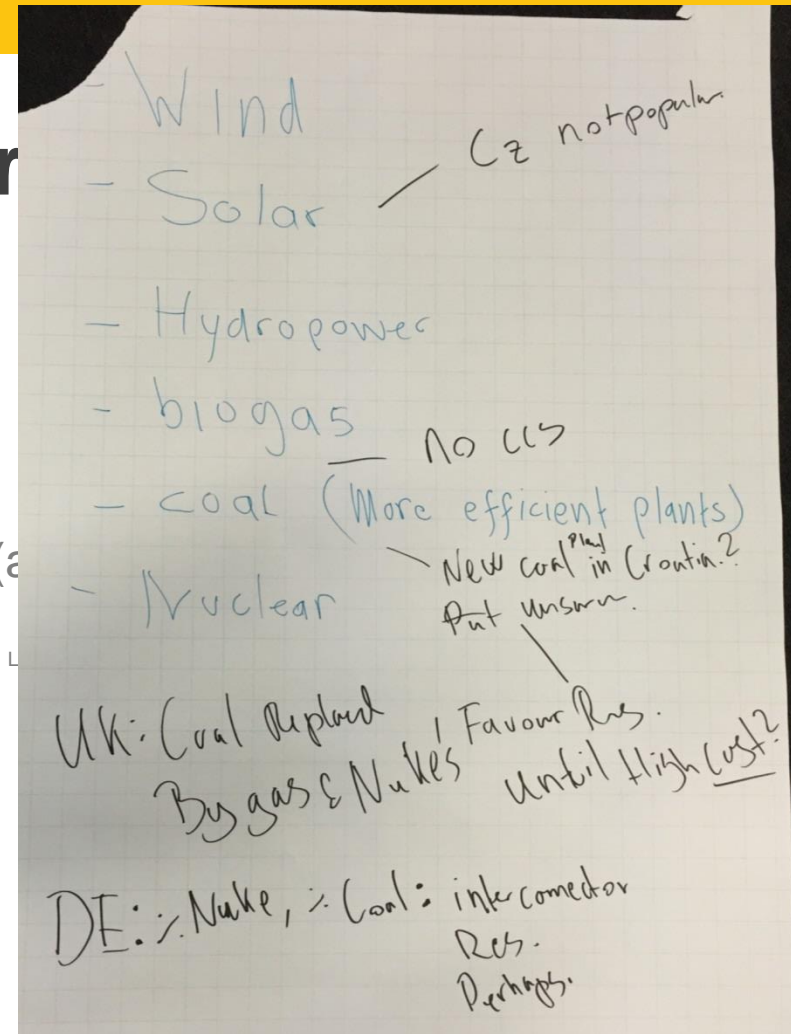 - Wind
Cz not popular.
- Solar
- Hydropower
- biogas
no ccs
- coal (More efficient plants)
New coal plant in Croatia?
- Nuclear
But unsure.
UK: Coal Replaced
By gas & Nukes
Favour Res.
Until High Cost?
DE: ÷ Nuke, ÷ Coal: interconnector
Res.
Perhaps.
r
(a
L